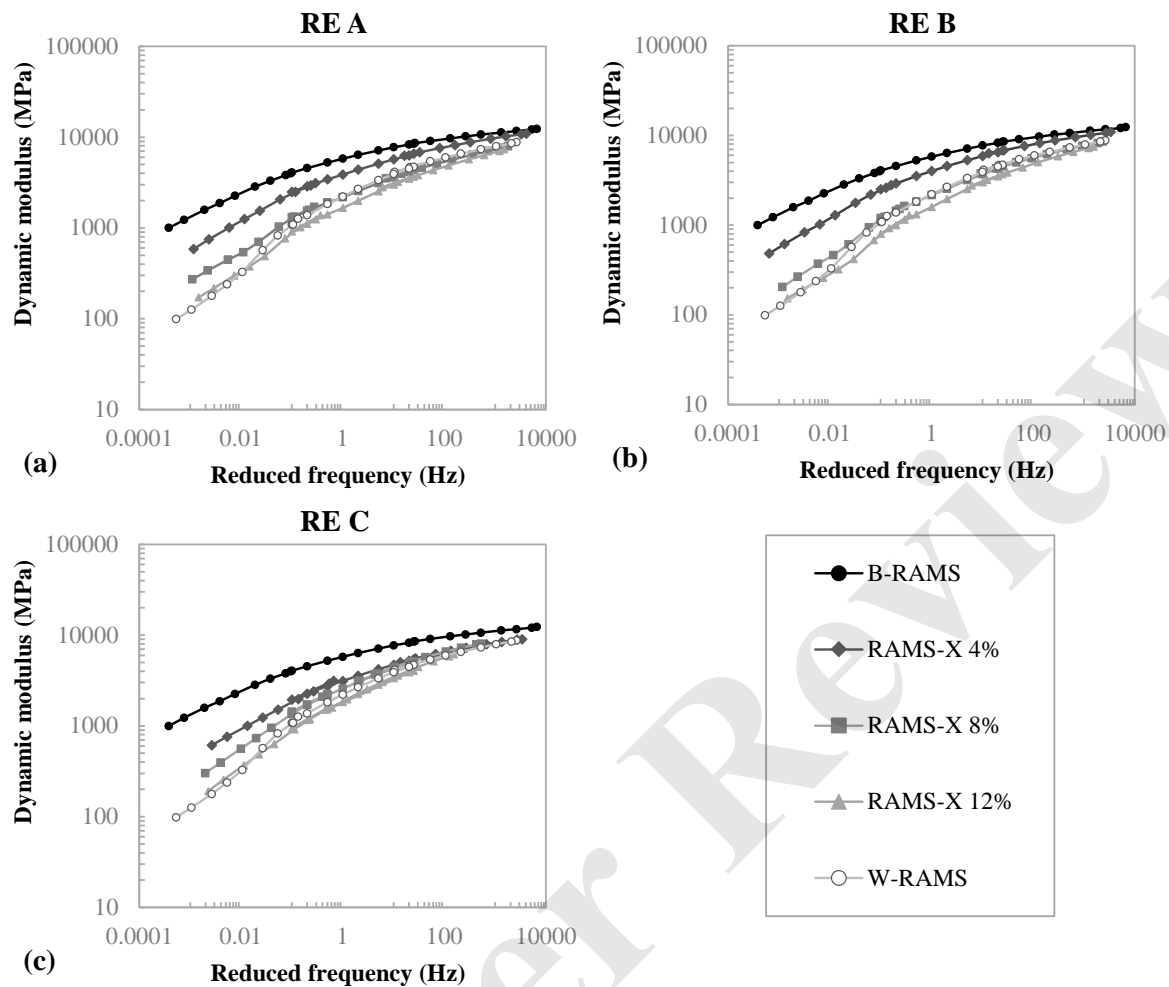 RE A
Dynamic modulus (MPa)
100000
10000
1000
100
10
0.0001 0.01 1 100 10000
Reduced frequency (Hz)
(a)
RE B
Dynamic modulus (MPa)
100000
10000
1000
100
10
0.0001 0.01 1 100 10000
Reduced frequency (Hz)
(b)
RE C
Dynamic modulus (MPa)
100000
10000
1000
100
10
0.0001 0.01 1 100 10000
Reduced frequency (Hz)
(c)
B-RAMS
RAMS-X 4%
RAMS-X 8%
RAMS-X 12%
W-RAMS
er Review